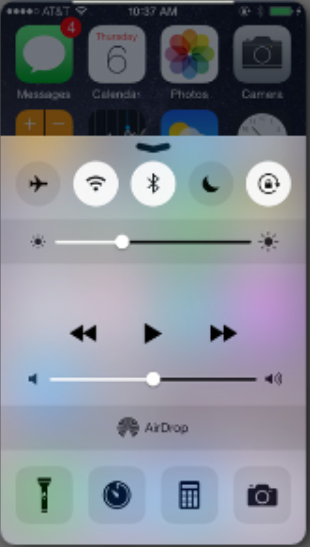 AT&T 10:37 AM
4
Thursday
6
Messages Calendar Photos Camera
AirDrop